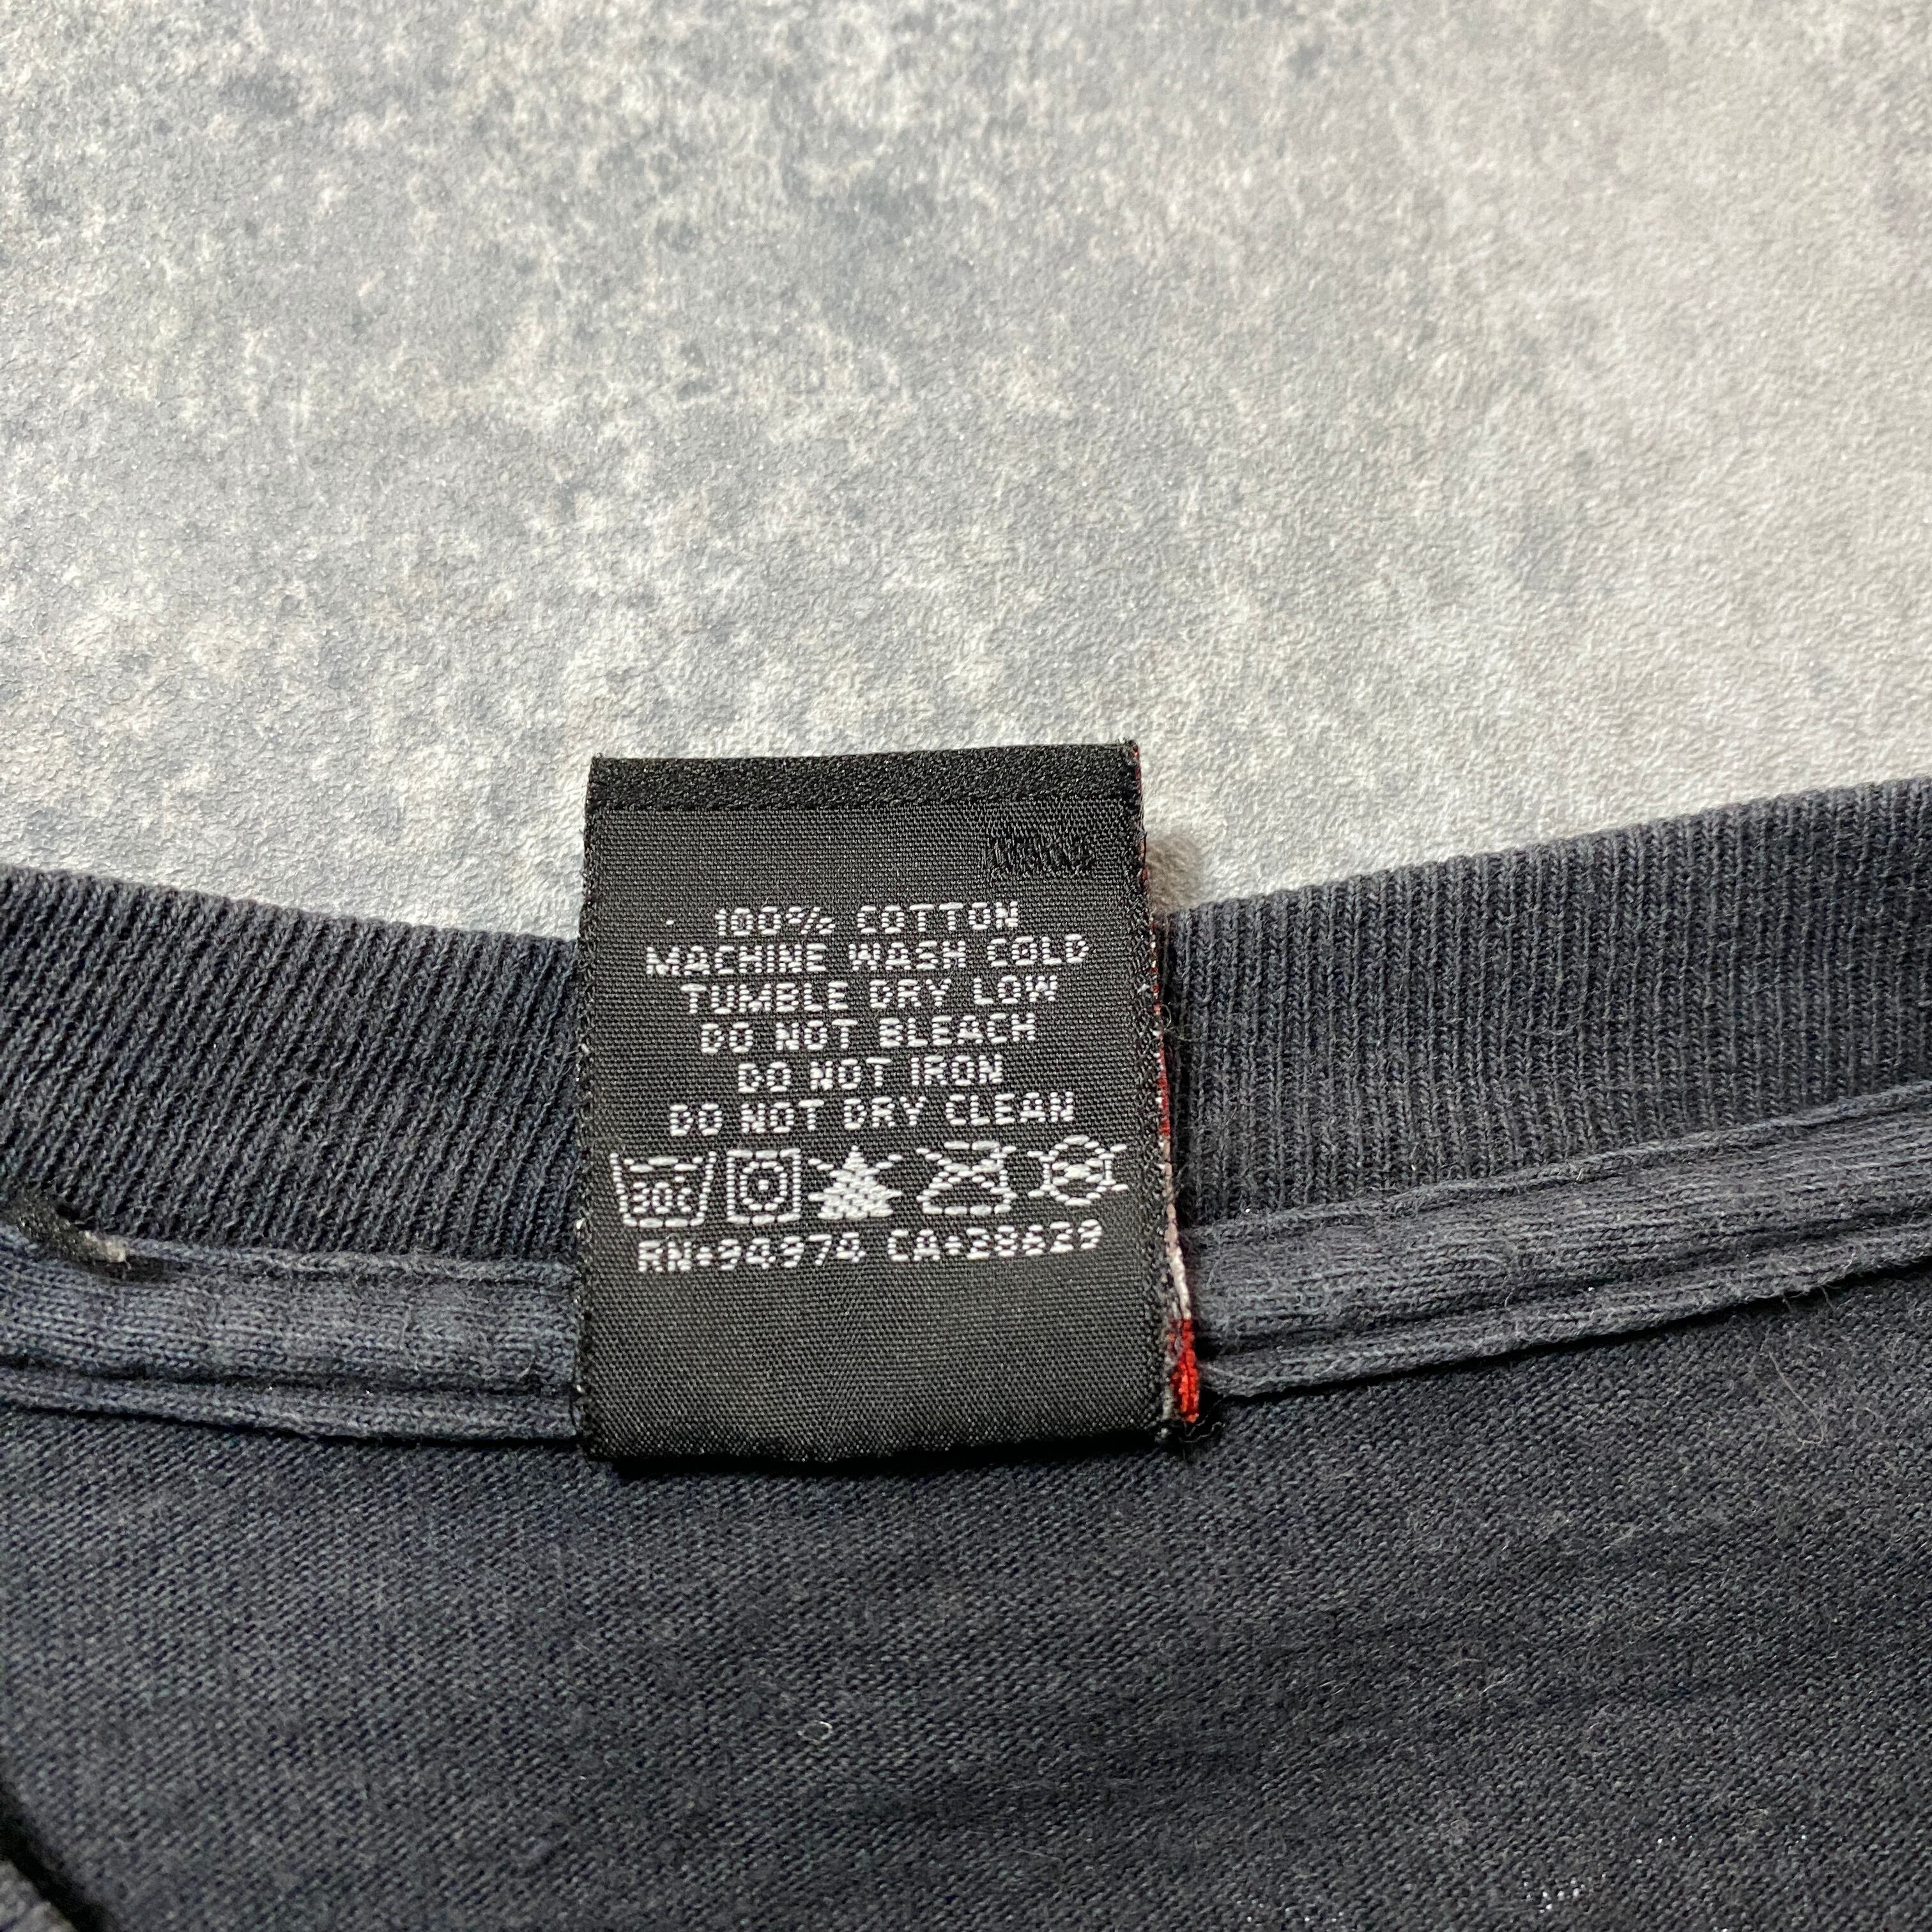 100% COTTON
MACHINE WASH COLD
TUMBLE DRY LOW
DO NOT BLEACH
DO NOT IRON
DO NOT DRY CLEAN
30c
RN*94974 CA*28629